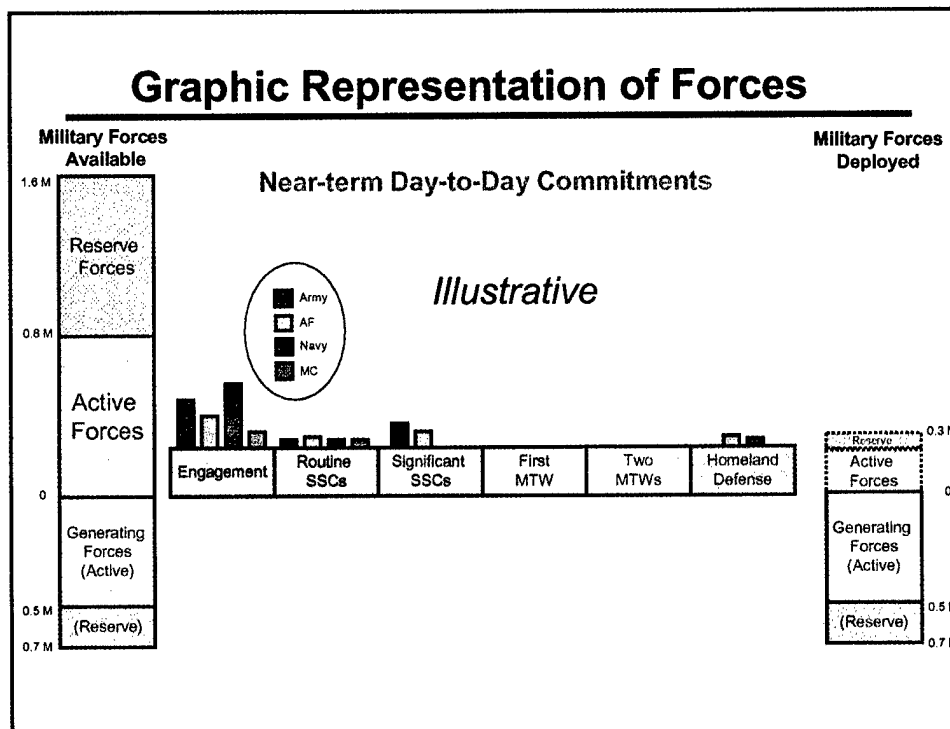 Graphic Representation of Forces
Military Forces
Available
Military Forces
Deployed
Near-term Day-to-Day Commitments
Illustrative
1.6 M
Reserve
Forces
0.8 M
Active
Forces
0
Generating
Forces
(Active)
0.5 M
(Reserve)
0.7 M
Army
AF
Navy
MC
Engagement
Routine
SSCs
Significant
SSCs
First
MTW
Two
MTWs
Homeland
Defense
0.3 M
Reserve
Active
Forces
0
Generating
Forces
(Active)
0.5 M
(Reserve)
0.7 M